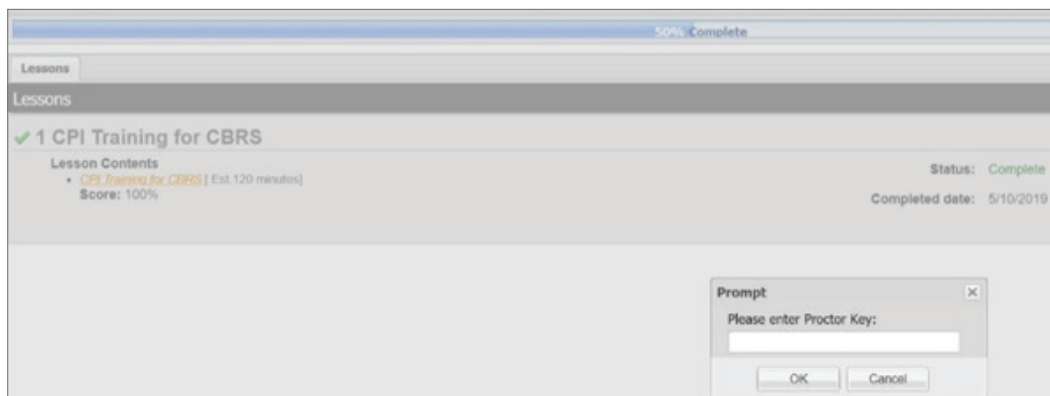 50% Complete
Lessons
Lessons
✔ 1 CPI Training for CBRS
Lesson Contents
• CPI Training for CBRS [ Est.120 minutes]
Score: 100%
Status: Complete
Completed date: 5/10/2019
Prompt
Please enter Proctor Key:
OK Cancel